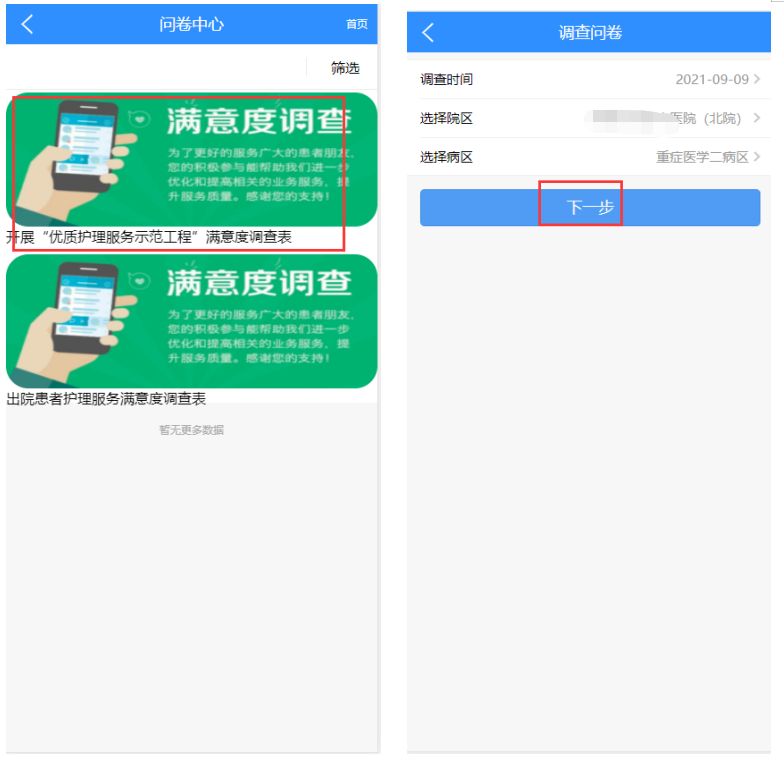 问卷中心
首页
筛选
满意度调查
为了更好的服务广大的患者朋友,
您的积极参与能帮助我们进一步
优化和提高相关的业务服务,提
升服务质量。感谢您的支持!
开展“优质护理服务示范工程”满意度调查表
满意度调查
为了更好的服务广大的患者朋友,
您的积极参与能帮助我们进一步
优化和提高相关的业务服务,提
升服务质量。感谢您的支持!
出院患者护理服务满意度调查表
暂无更多数据
调查问卷
调查时间 2021-09-09
选择院区 医院(北院)
选择病区 重症医学二病区
下一步